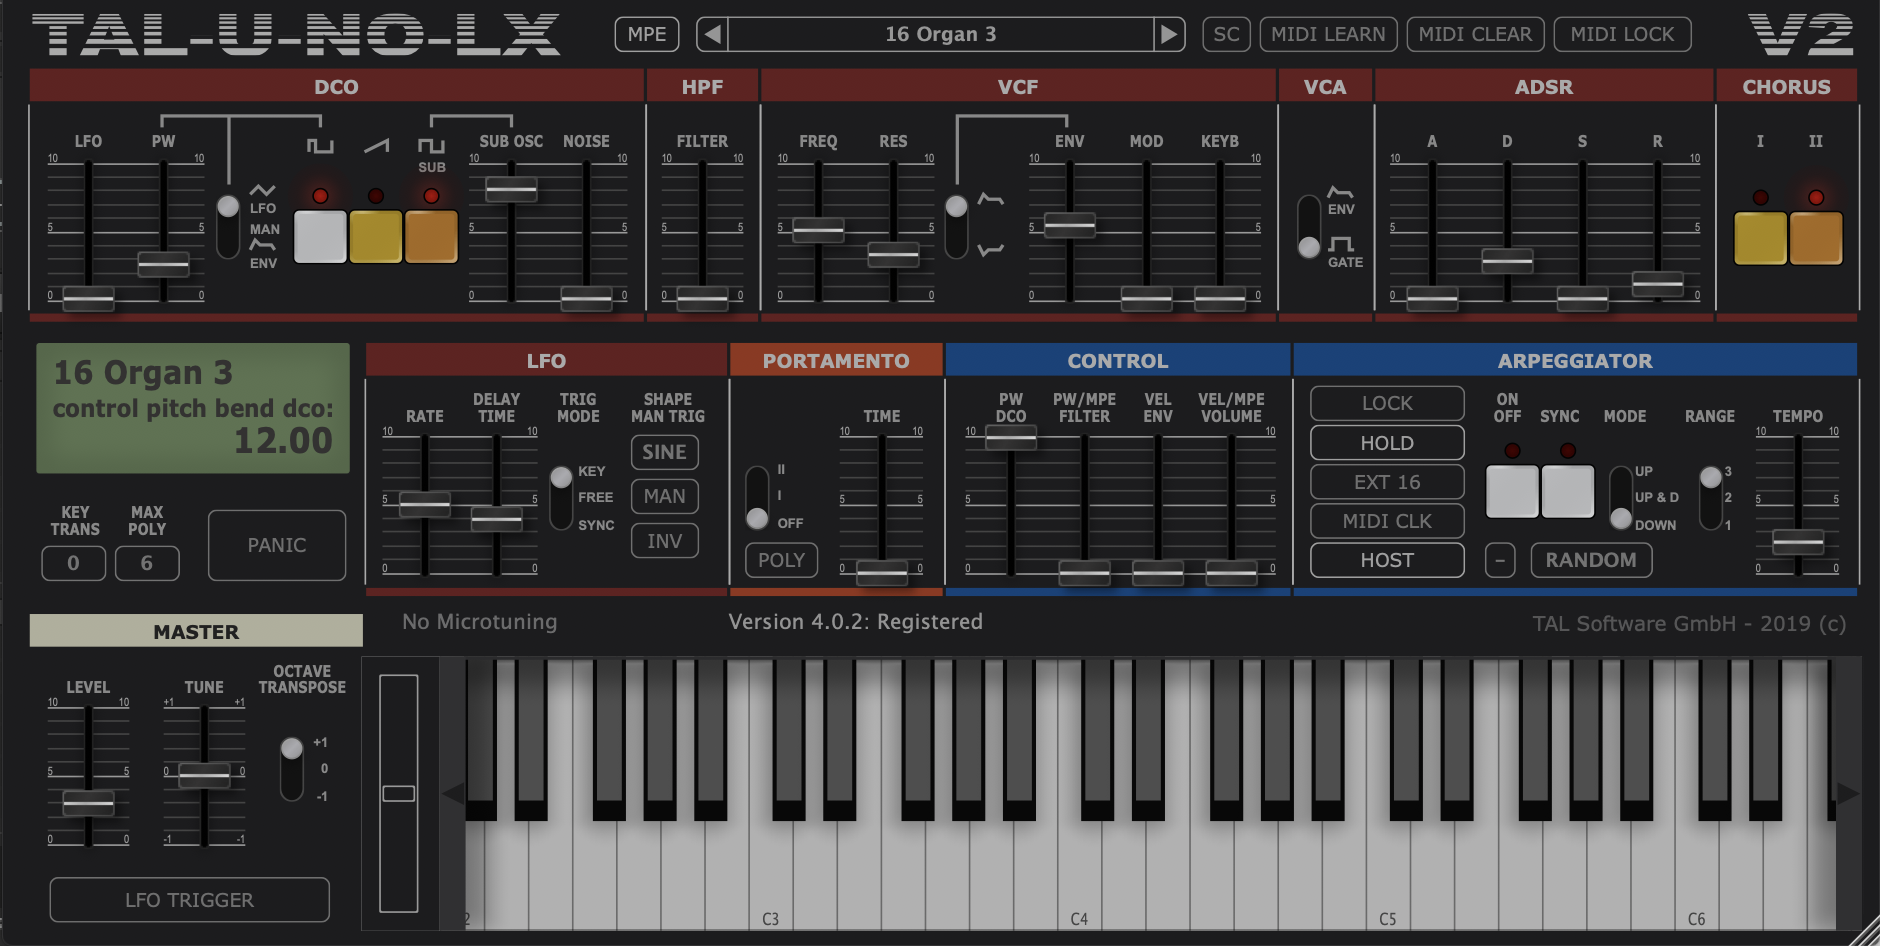 TAL-U-NO-LX MPE 16 Organ 3 SC MIDI LEARN MIDI CLEAR MIDI LOCK V2
DCO HPF VCF VCA ADSR CHORUS
LFO PW SUB OSC NOISE FILTER FREQ RES ENV MOD KEYB A D S R I II
SUB
10 10 10 10 10 10 10 10 10 10 10 10
LFO ENV
MAN
5 5 5 5 5 5 5 5 5 5 5 5
ENV GATE
0 0 0 0 0 0 0 0 0 0 0 0
16 Organ 3
control pitch bend dco:
12.00
KEY TRANS
0
MAX POLY
6
PANIC
LFO
RATE
DELAY TIME
TRIG MODE
SHAPE MAN TRIG
10 10
5 5
0 0
KEY
FREE
SYNC
SINE
MAN
INV
PORTAMENTO
TIME
II
I
OFF
POLY
10 10
5 5
0 0
CONTROL
PW DCO
PW/MPE FILTER
VEL ENV
VEL/MPE VOLUME
10 10
5 5
0 0
ARPEGGIATOR
LOCK
HOLD
EXT 16
MIDI CLK
HOST
ON OFF
SYNC
MODE
RANGE
TEMPO
UP
UP & D
DOWN
3
2
1
-
RANDOM
10 10
5 5
0 0
MASTER
No Microtuning
Version 4.0.2: Registered
TAL Software GmbH - 2019 (c)
LEVEL
TUNE
OCTAVE TRANSPOSE
10 10 +1 +1
5 5 0 0
0 0 -1 -1
+1
0
-1
LFO TRIGGER
2 C3 C4 C5 C6